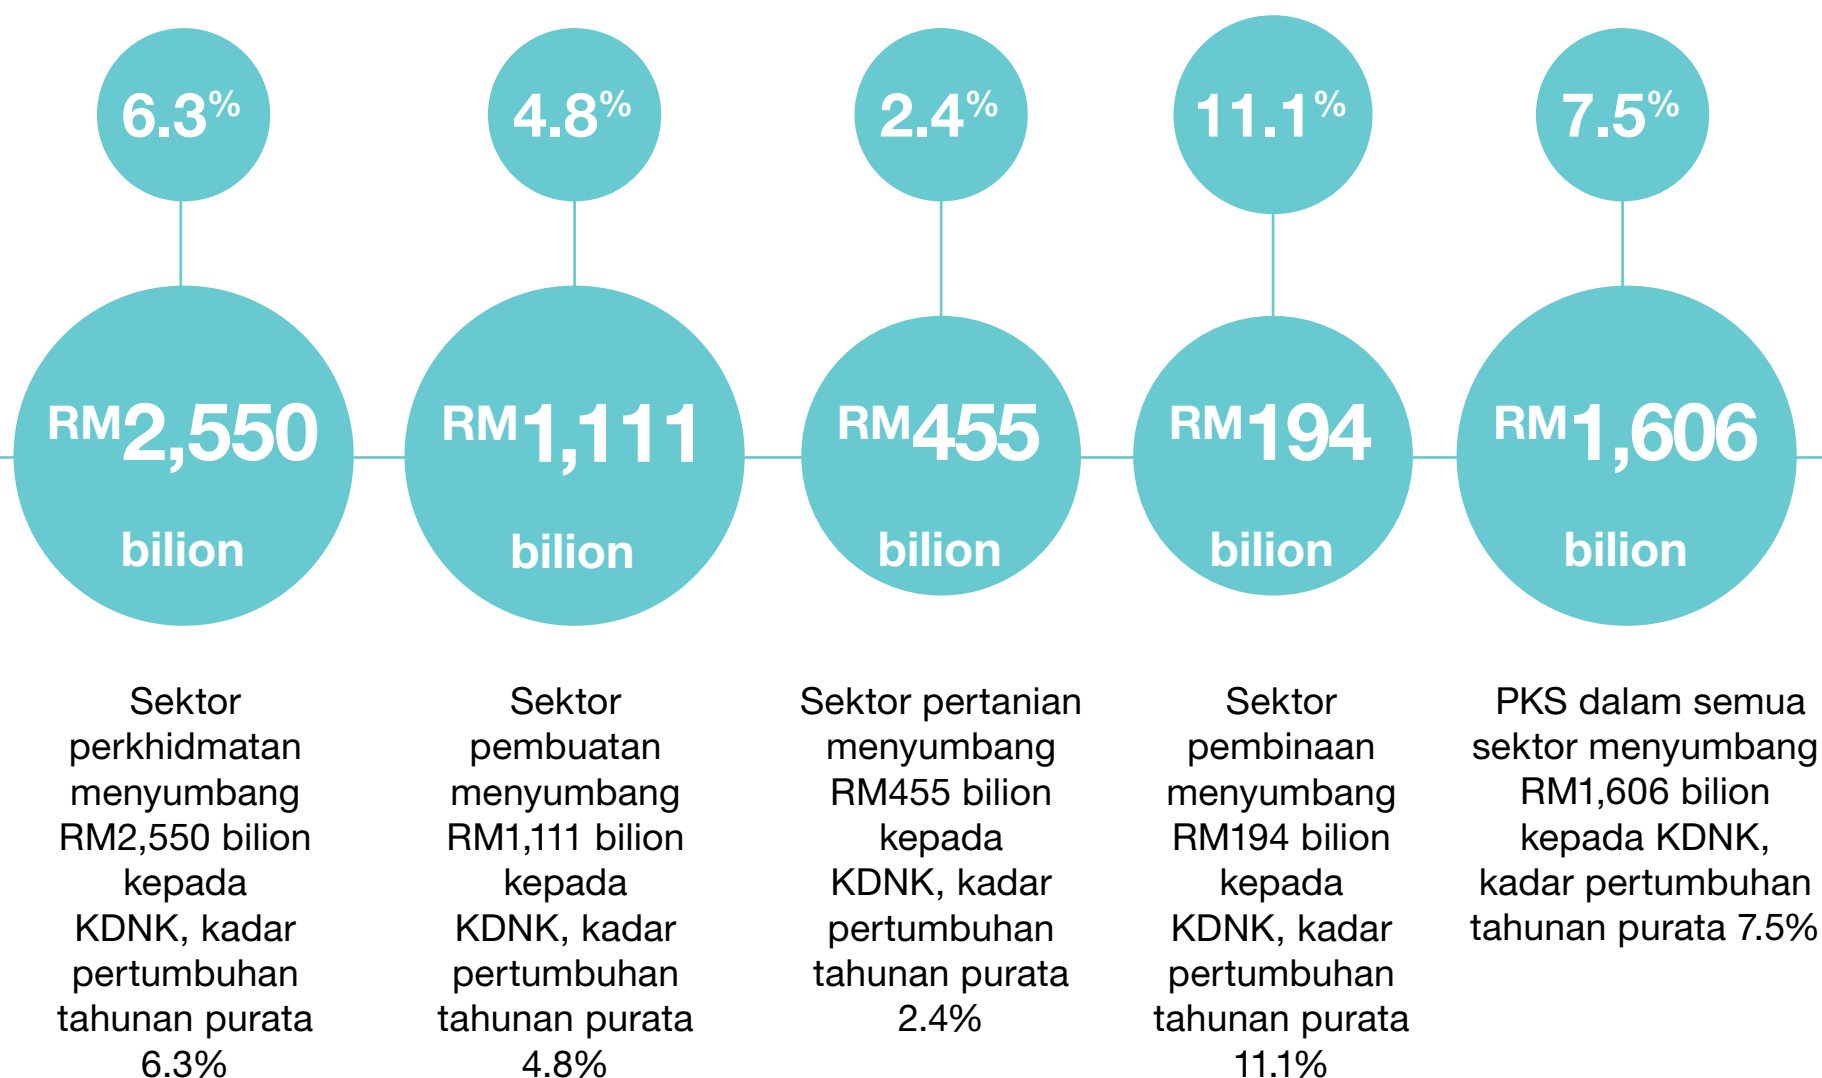 6.3%
4.8%
2.4%
11.1%
7.5%
RM2,550
bilion
RM1,111
bilion
RM455
bilion
RM194
bilion
RM1,606
bilion
Sektor
perkhidmatan
menyumbang
RM2,550 bilion
kepada
KDNK, kadar
pertumbuhan
tahunan purata
6.3%
Sektor
pembuatan
menyumbang
RM1,111 bilion
kepada
KDNK, kadar
pertumbuhan
tahunan purata
4.8%
Sektor pertanian
menyumbang
RM455 bilion
kepada
KDNK, kadar
pertumbuhan
tahunan purata
2.4%
Sektor
pembinaan
menyumbang
RM194 bilion
kepada
KDNK, kadar
pertumbuhan
tahunan purata
11.1%
PKS dalam semua
sektor menyumbang
RM1,606 bilion
kepada KDNK,
kadar pertumbuhan
tahunan purata 7.5%